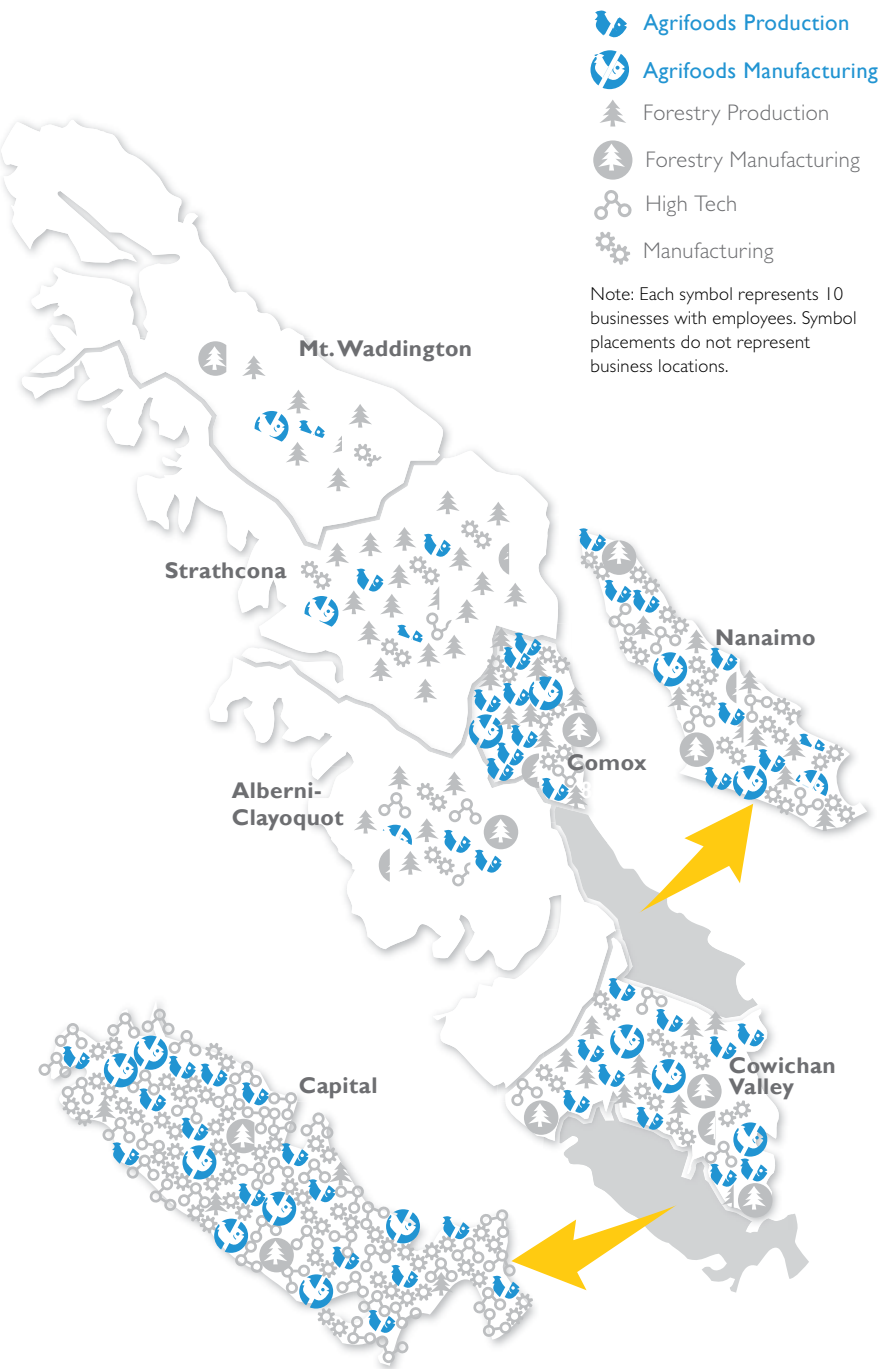 Agrifoods Production
Agrifoods Manufacturing
Forestry Production
Forestry Manufacturing
High Tech
Manufacturing
Note: Each symbol represents 10
businesses with employees. Symbol
placements do not represent
business locations.
Mt. Waddington
Strathcona
Nanaimo
Comox
Alberni-
Clayoquot
Cowichan
Valley
Capital